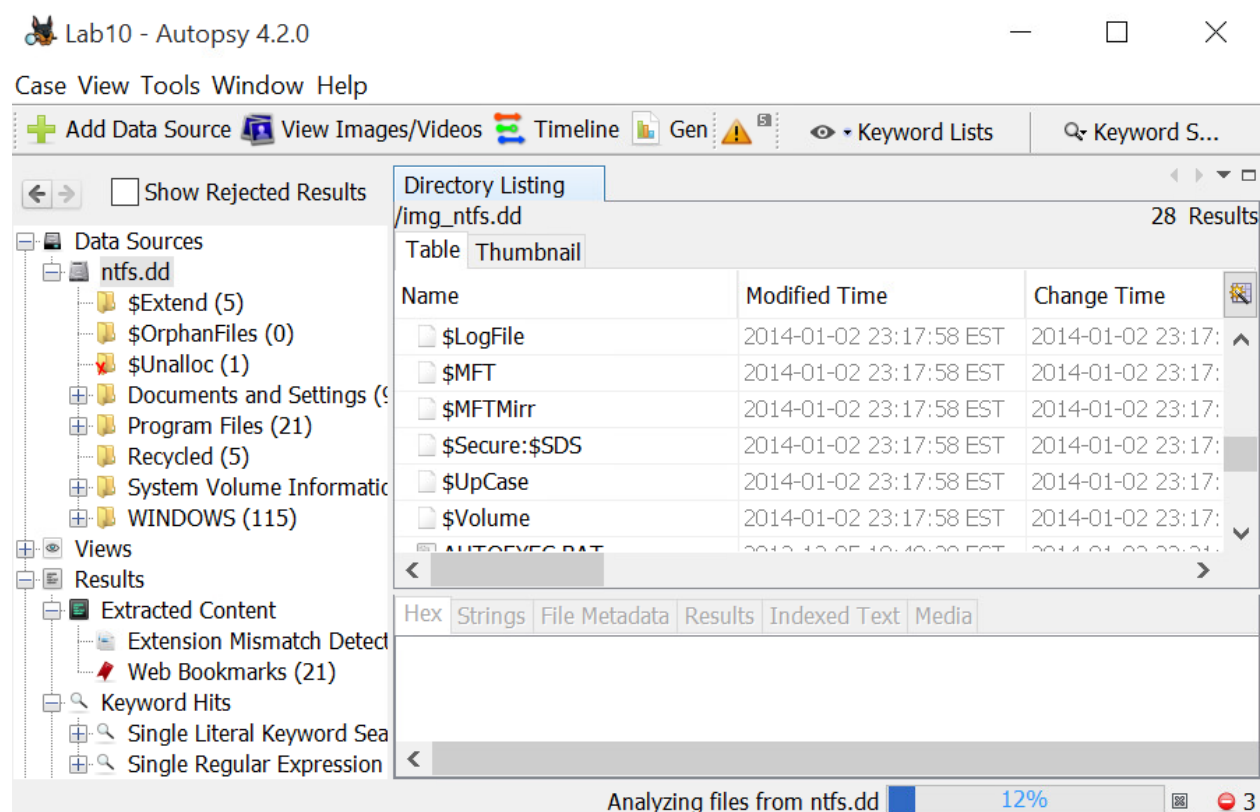 Lab10 - Autopsy 4.2.0
Case View Tools Window Help
Add Data Source View Images/Videos Timeline Gen 5 Keyword Lists Keyword S...
Show Rejected Results
Data Sources
ntfs.dd
$Extend (5)
$OrphanFiles (0)
$Unalloc (1)
Documents and Settings (9
Program Files (21)
Recycled (5)
System Volume Informatic
WINDOWS (115)
Views
Results
Extracted Content
Extension Mismatch Detect
Web Bookmarks (21)
Keyword Hits
Single Literal Keyword Sea
Single Regular Expression
Directory Listing
/img_ntfs.dd 28 Results
Table Thumbnail
Name Modified Time Change Time
$LogFile 2014-01-02 23:17:58 EST 2014-01-02 23:17:
$MFT 2014-01-02 23:17:58 EST 2014-01-02 23:17:
$MFTMirr 2014-01-02 23:17:58 EST 2014-01-02 23:17:
$Secure:$SDS 2014-01-02 23:17:58 EST 2014-01-02 23:17:
$UpCase 2014-01-02 23:17:58 EST 2014-01-02 23:17:
$Volume 2014-01-02 23:17:58 EST 2014-01-02 23:17:
AUTOEXEC.BAT
Hex Strings File Metadata Results Indexed Text Media
Analyzing files from ntfs.dd 12% 3